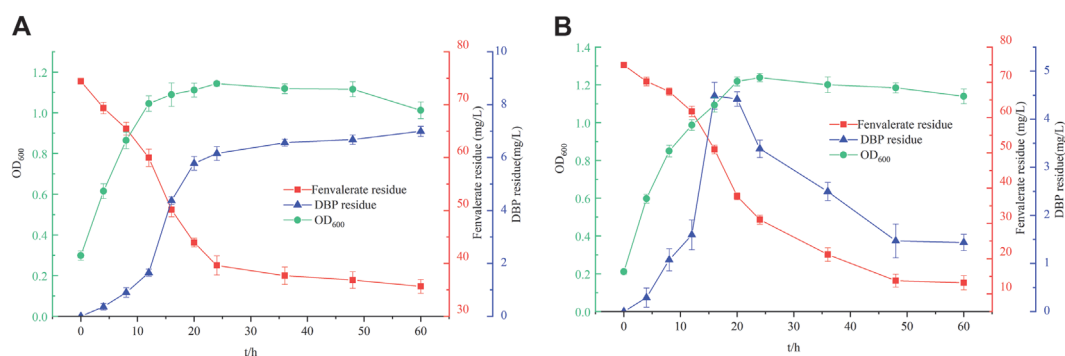 A
OD600
1.2
1.0
0.8
0.6
0.4
0.2
0.0
0 10 20 30 40 50 60
t/h
80
70
60
50
40
30
Fenvalerate residue (mg/L)
10
8
6
4
2
0
DBP residue(mg/L)
Fenvalerate residue
DBP residue
OD600
B
OD600
1.4
1.2
1.0
0.8
0.6
0.4
0.2
0.0
0 10 20 30 40 50 60
t/h
80
70
60
50
40
30
20
10
Fenvalerate residue (mg/L)
5
4
3
2
1
0
DBP residue(mg/L)
Fenvalerate residue
DBP residue
OD600